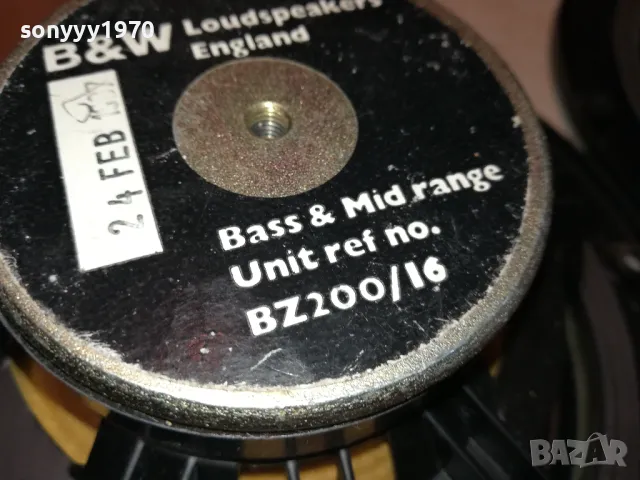 sonyyy1970
B&W Loudspeakers
England
24 FEB
Bass & Mid range
Unit ref no.
BZ200/16
BAZAR